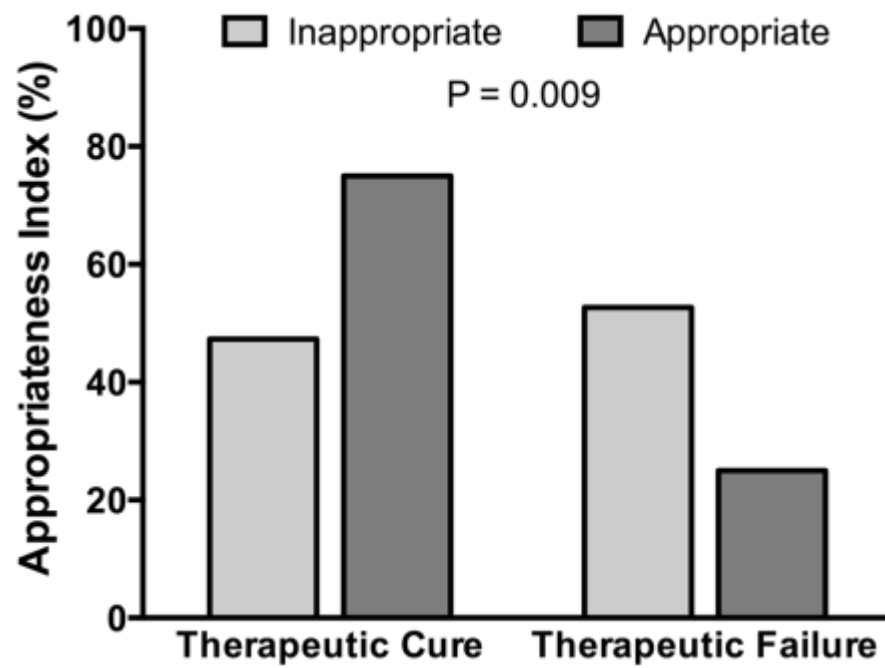 Inappropriate Appropriate
P = 0.009
Appropriateness Index (%)
100
80
60
40
20
0
Therapeutic Cure Therapeutic Failure